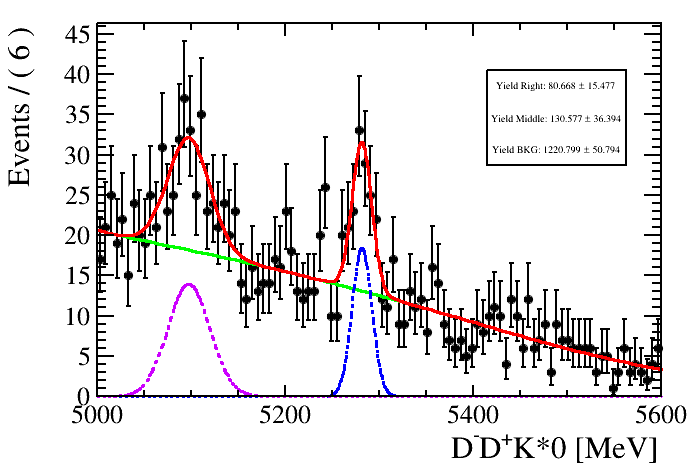 Events / ( 6 )
45
40
35
30
25
20
15
10
5
0
Yield Right: 80.668 ± 15.477
Yield Middle: 130.577 ± 36.394
Yield BKG: 1220.799 ± 50.794
5000 5200 5400 5600
D⁻D⁺K*0 [MeV]